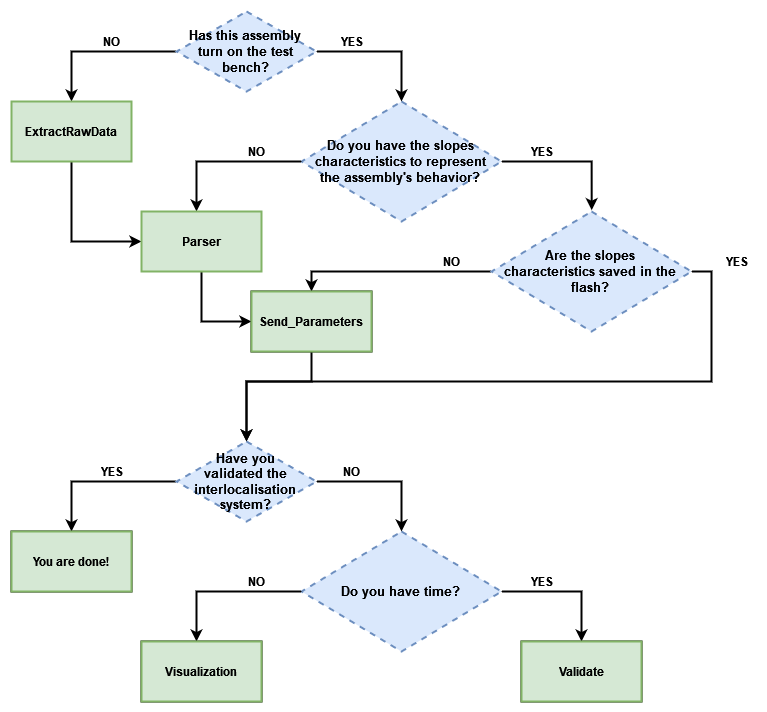 Has this assembly
turn on the test
bench?
NO
YES
ExtractRawData
Do you have the slopes
characteristics to represent
the assembly's behavior?
NO
YES
Parser
Are the slopes
characteristics saved in the
flash?
NO
YES
Send_Parameters
Have you
validated the
interlocalisation
system?
YES
NO
You are done!
Do you have time?
NO
YES
Visualization
Validate